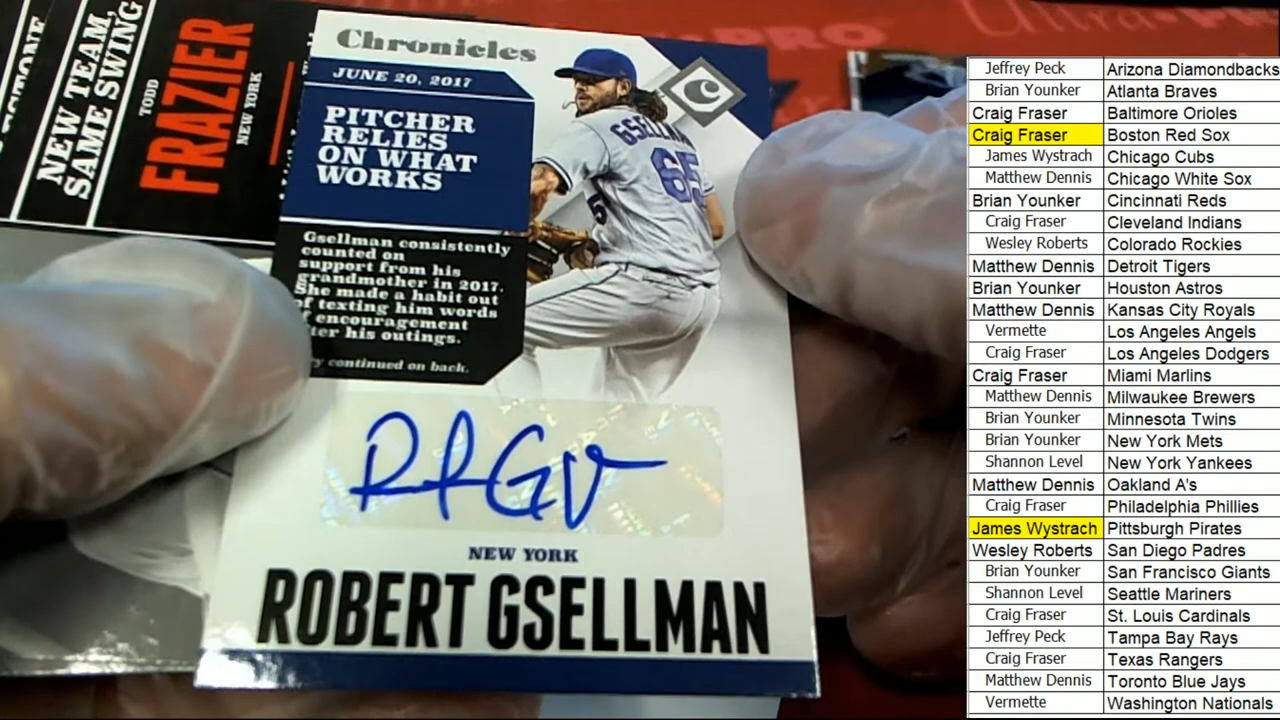 NEW TEAM,
SAME SWING
TODD
FRAZIER
NEW YORK
Chronicles
JUNE 20, 2017
PITCHER
RELIES
ON WHAT
WORKS
Gsellman consistently
counted on
support from his
grandmother in 2017.
She made a habit out
of texting him words
encouragement
his outings.
continued on back.
C
65
NEW YORK
ROBERT GSELLMAN
PRO
Jeffrey Peck Arizona Diamondbacks
Brian Younker Atlanta Braves
Craig Fraser Baltimore Orioles
Craig Fraser Boston Red Sox
James Wystrach Chicago Cubs
Matthew Dennis Chicago White Sox
Brian Younker Cincinnati Reds
Craig Fraser Cleveland Indians
Wesley Roberts Colorado Rockies
Matthew Dennis Detroit Tigers
Brian Younker Houston Astros
Matthew Dennis Kansas City Royals
Vermette Los Angeles Angels
Craig Fraser Los Angeles Dodgers
Craig Fraser Miami Marlins
Matthew Dennis Milwaukee Brewers
Brian Younker Minnesota Twins
Brian Younker New York Mets
Shannon Level New York Yankees
Matthew Dennis Oakland A's
Craig Fraser Philadelphia Phillies
James Wystrach Pittsburgh Pirates
Wesley Roberts San Diego Padres
Brian Younker San Francisco Giants
Shannon Level Seattle Mariners
Craig Fraser St. Louis Cardinals
Jeffrey Peck Tampa Bay Rays
Craig Fraser Texas Rangers
Matthew Dennis Toronto Blue Jays
Vermette Washington Nationals